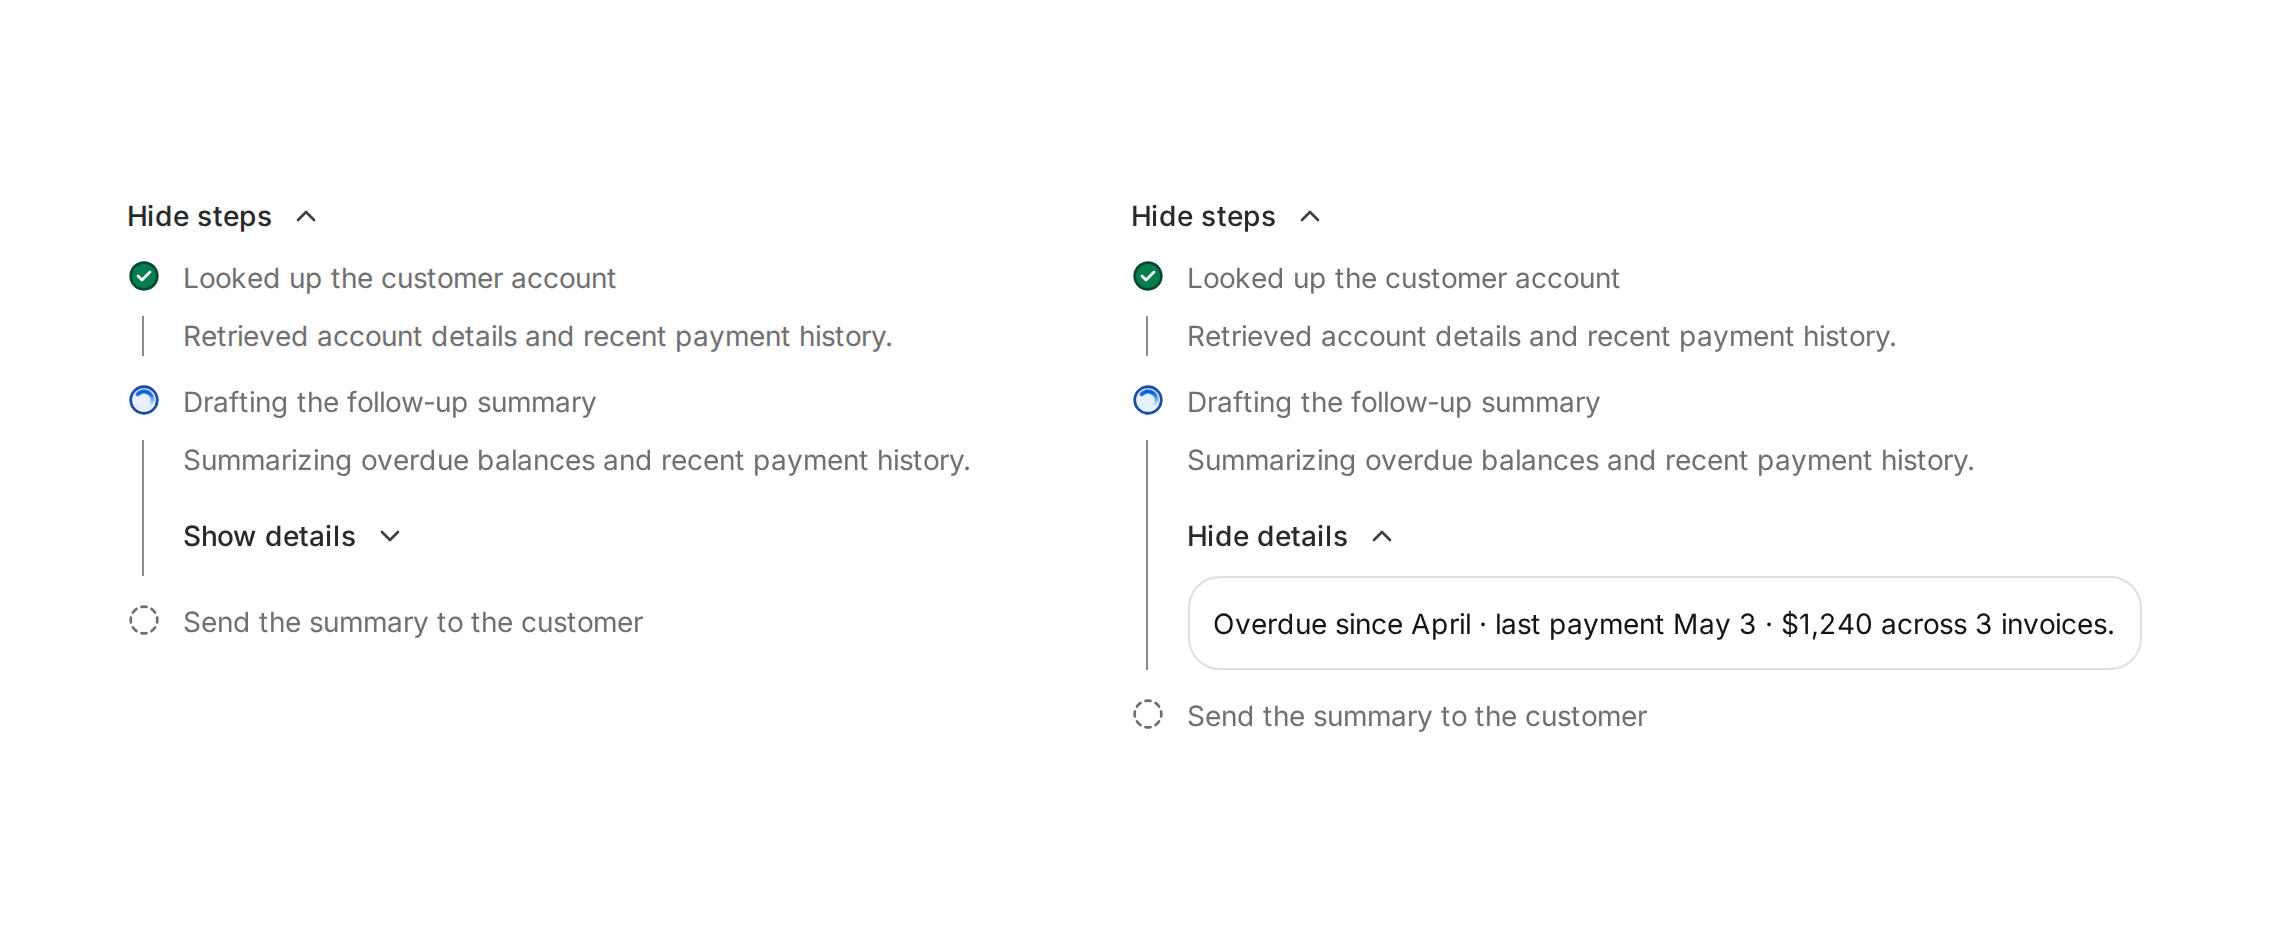 Hide steps
Looked up the customer account
Retrieved account details and recent payment history.
Drafting the follow-up summary
Summarizing overdue balances and recent payment history.
Show details
Send the summary to the customer
Hide steps
Looked up the customer account
Retrieved account details and recent payment history.
Drafting the follow-up summary
Summarizing overdue balances and recent payment history.
Hide details
Overdue since April · last payment May 3 · $1,240 across 3 invoices.
Send the summary to the customer